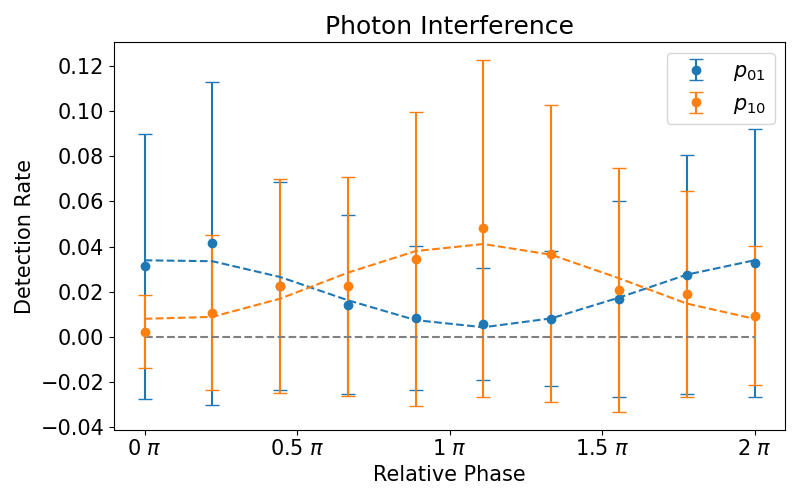 Photon Interference
Detection Rate
0.12
0.10
0.08
0.06
0.04
0.02
0.00
−0.02
−0.04
p₀₁
p₁₀
0 π
0.5 π
1 π
1.5 π
2 π
Relative Phase